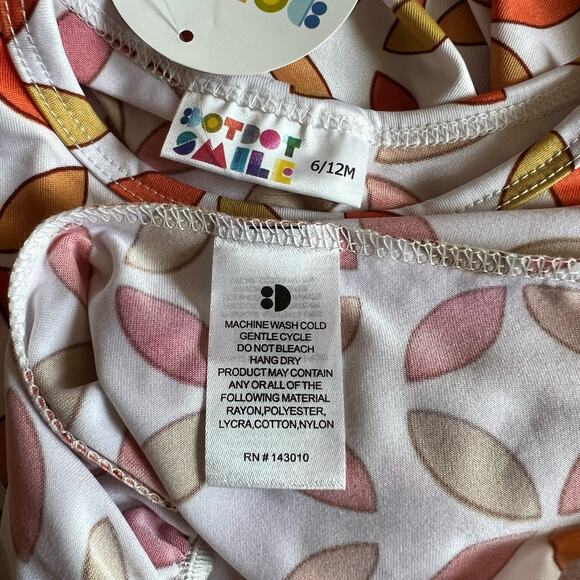 DOTDOT
SMILE
6/12M
MACHINE WASH COLD
GENTLE CYCLE
DO NOT BLEACH
HANG DRY
PRODUCT MAY CONTAIN
ANY OR ALL OF THE
FOLLOWING MATERIAL
RAYON,POLYESTER,
LYCRA,COTTON,NYLON
RN # 143010